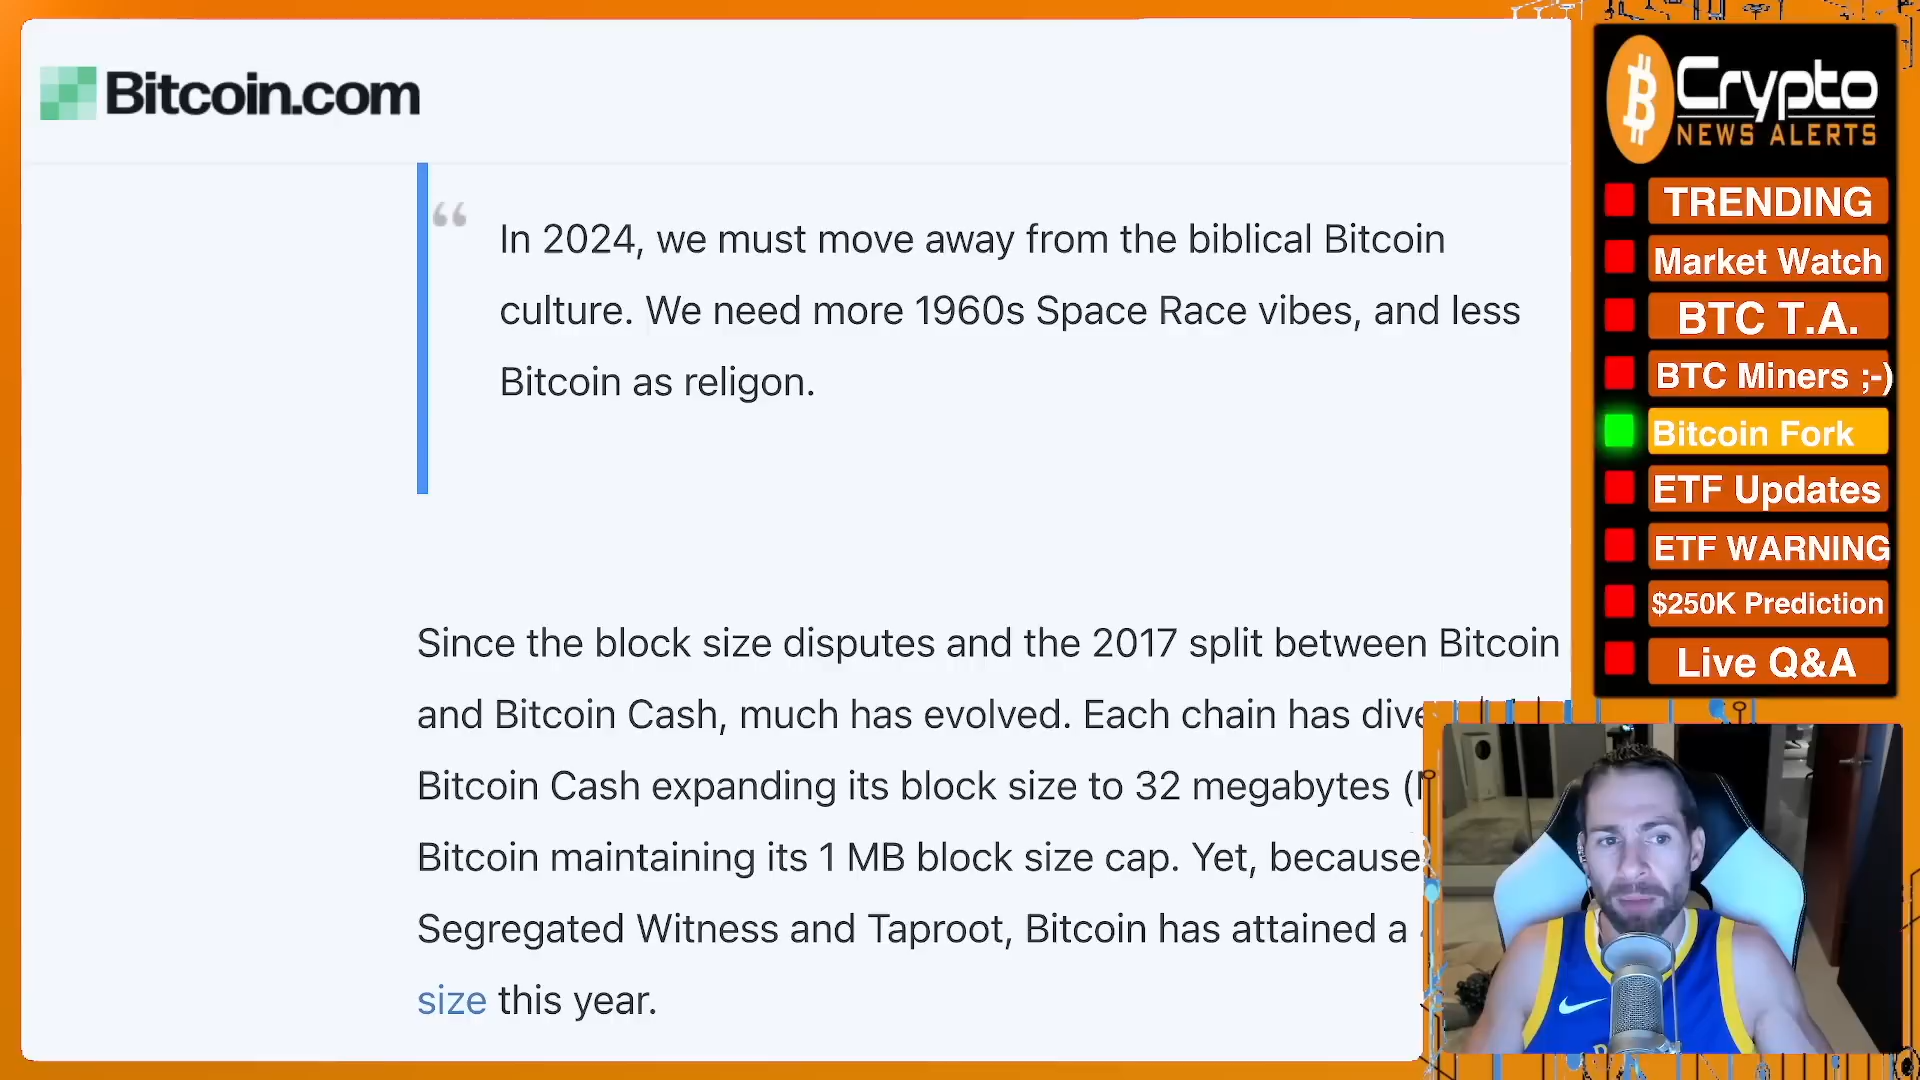 Bitcoin.com
“
In 2024, we must move away from the biblical Bitcoin
culture. We need more 1960s Space Race vibes, and less
Bitcoin as religon.
Since the block size disputes and the 2017 split between Bitcoin
and Bitcoin Cash, much has evolved. Each chain has
Bitcoin Cash expanding its block size to 32 megabytes
Bitcoin maintaining its 1 MB block size cap. Yet, because
Segregated Witness and Taproot, Bitcoin has attained a
size this year.
Crypto
NEWS ALERTS
TRENDING
Market Watch
BTC T.A.
BTC Miners ;-)
Bitcoin Fork
ETF Updates
ETF WARNING
$250K Prediction
Live Q&A